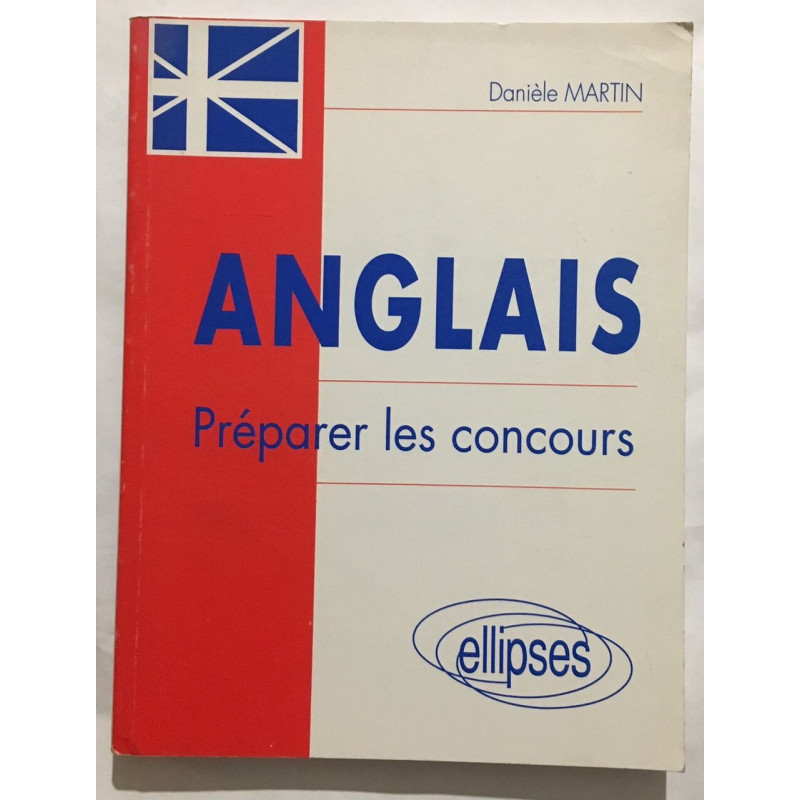 Danièle MARTIN
ANGLAIS
Préparer les concours
ellipses